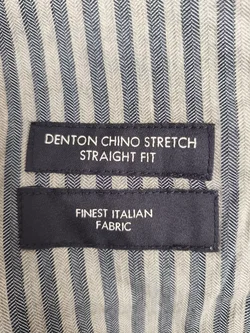 DENTON CHINO STRETCH
STRAIGHT FIT
FINEST ITALIAN
FABRIC